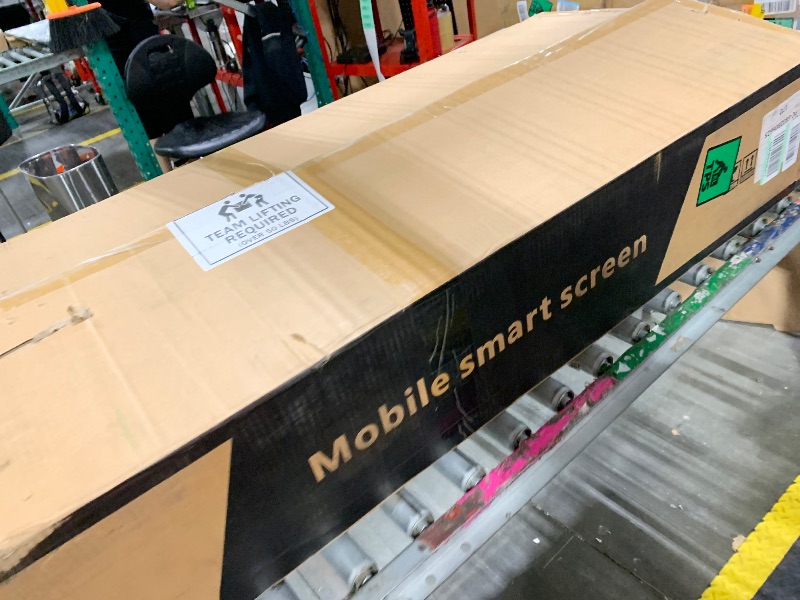 TEAM LIFTING
REQUIRED
(OVER 50 LBS)
Mobile smart screen